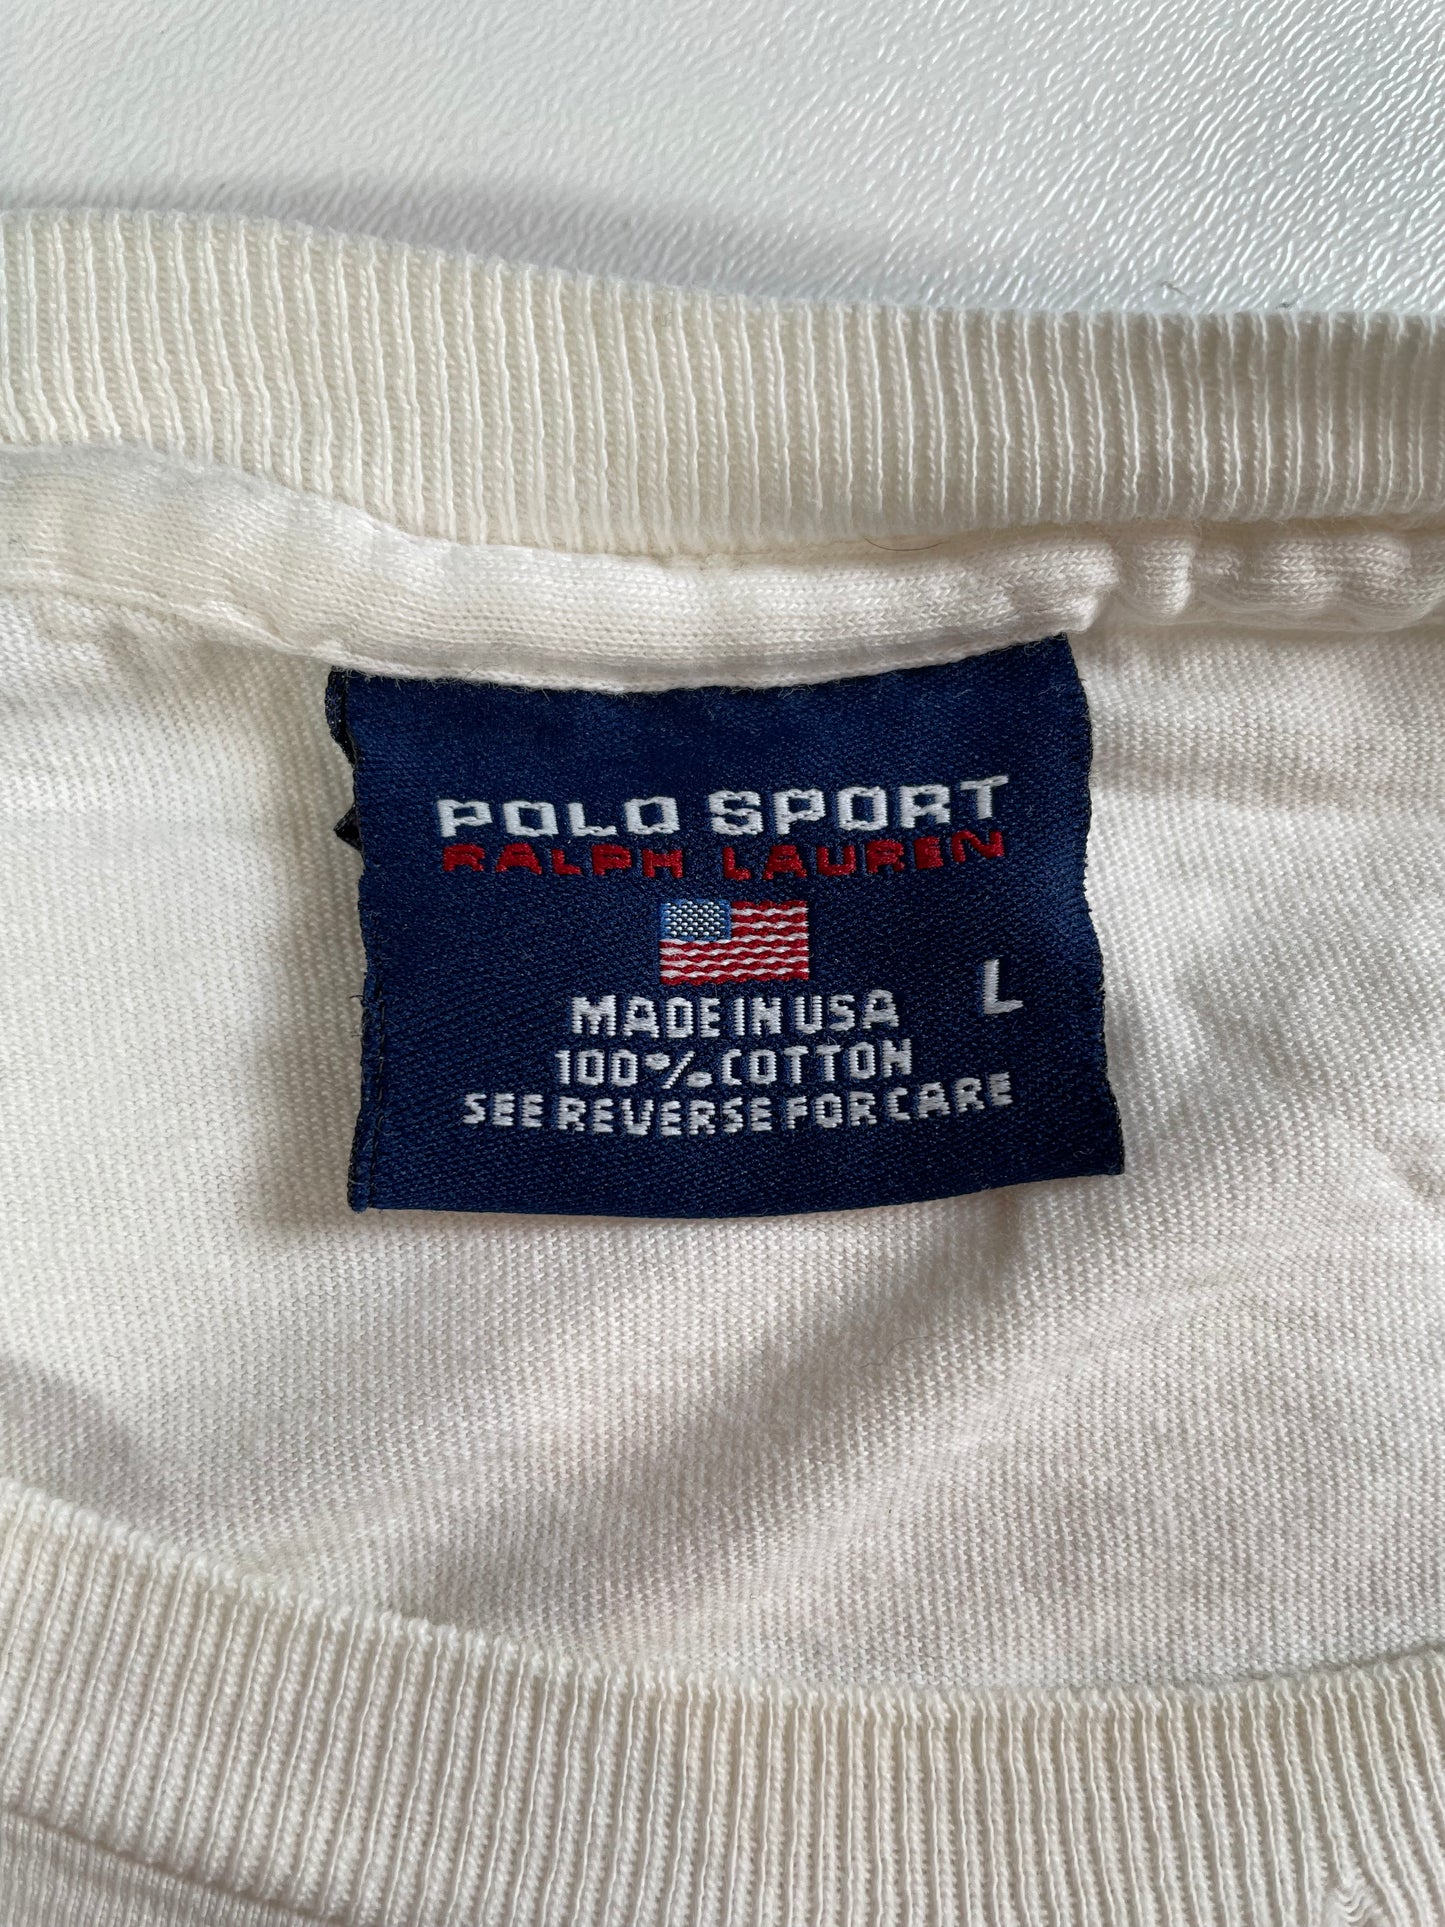 POLO SPORT
RALPH LAUREN
L
MADE IN USA
100% COTTON
SEE REVERSE FOR CARE